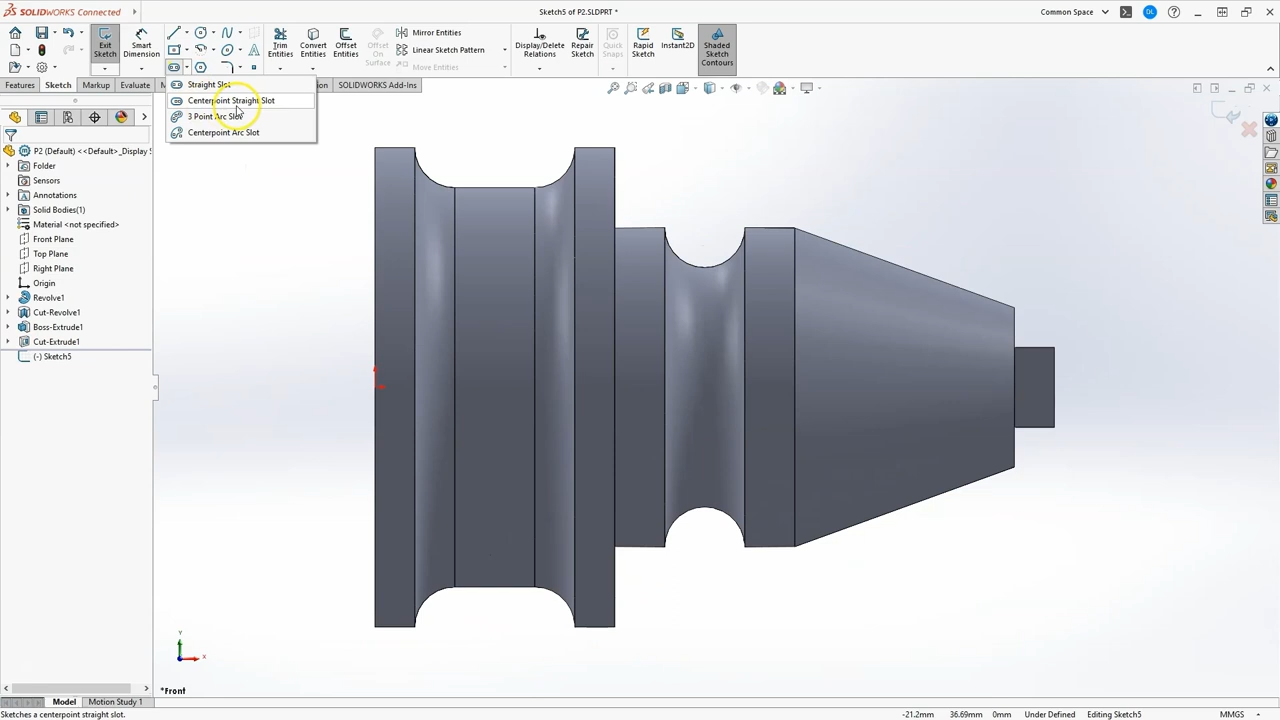 SOLIDWORKS Connected
Sketch5 of P2.SLDPRT *
Common Space
DL
Exit Sketch
Smart Dimension
Trim Entities
Convert Entities
Offset Entities
Offset On Surface
Mirror Entities
Linear Sketch Pattern
Move Entities
Display/Delete Relations
Repair Sketch
Quick Snaps
Rapid Sketch
Instant2D
Shaded Sketch Contours
Features
Sketch
Markup
Evaluate
SOLIDWORKS Add-Ins
Straight Slot
Centerpoint Straight Slot
3 Point Arc Slot
Centerpoint Arc Slot
P2 (Default) <<Default>_Display S
Folder
Sensors
Annotations
Solid Bodies(1)
Material <not specified>
Front Plane
Top Plane
Right Plane
Origin
Revolve1
Cut-Revolve1
Boss-Extrude1
Cut-Extrude1
(-) Sketch5
Y
X
*Front
Model
Motion Study 1
Sketches a centerpoint straight slot.
-21.2mm
36.69mm
0mm
Under Defined
Editing Sketch5
MMGS